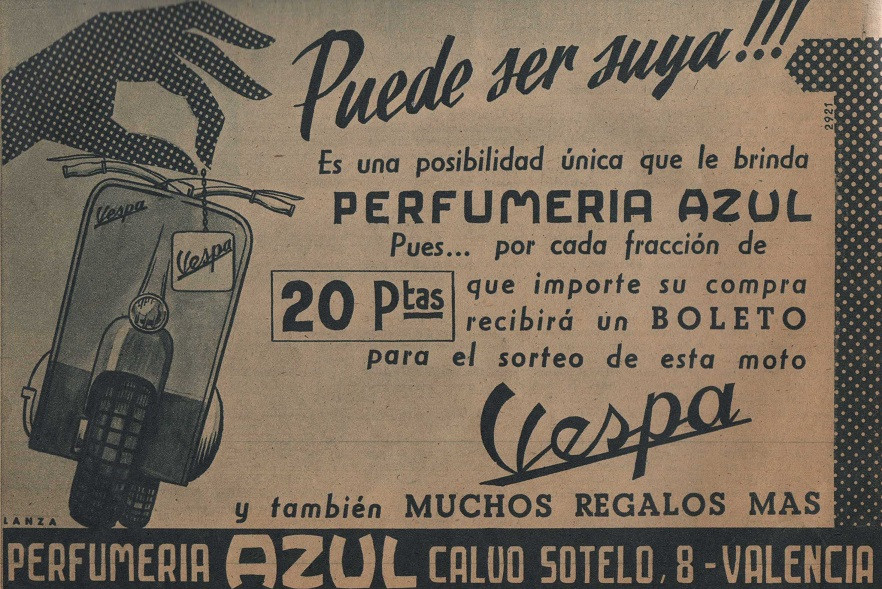 Puede ser suya!!!
2921
Es una posibilidad única que le brinda
PERFUMERIA AZUL
Pues... por cada fracción de
20 Ptas
que importe su compra
recibirá un BOLETO
para el sorteo de esta moto
Vespa
Vespa
Vespa
y también MUCHOS REGALOS MAS
LANZA
PERFUMERIA AZUL CALVO SOTELO, 8 - VALENCIA